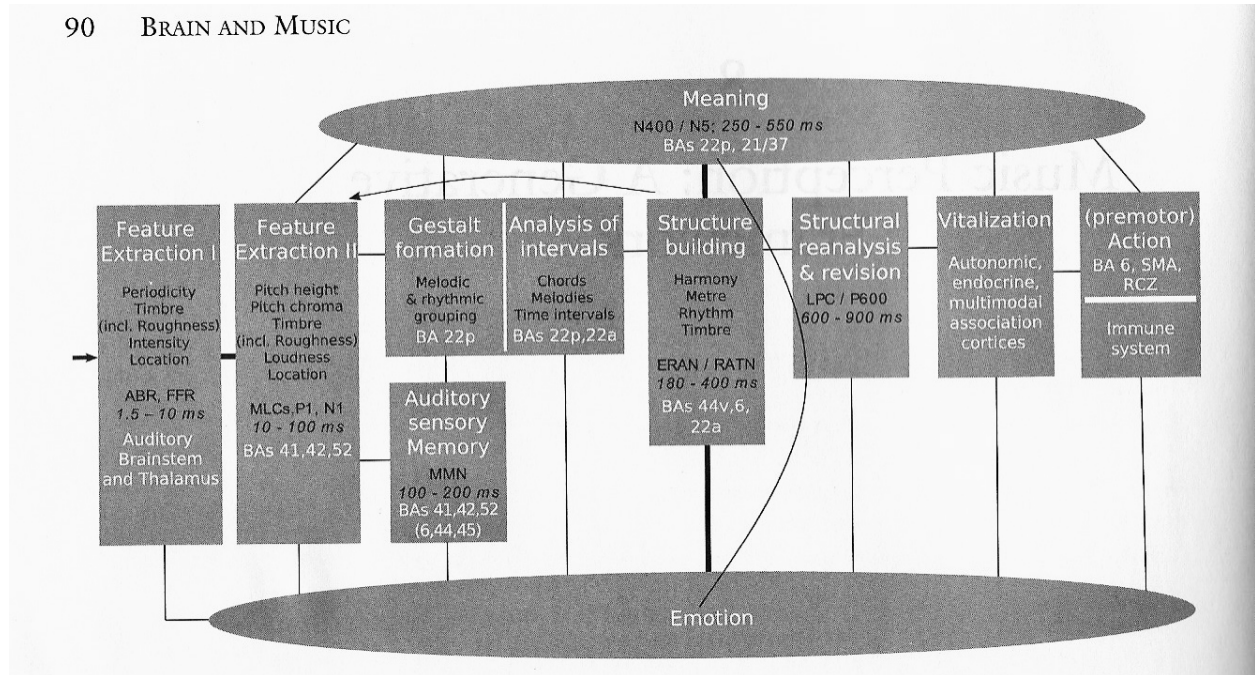 90 BRAIN AND MUSIC
Meaning
N400 / N5; 250 - 550 ms
BAs 22p, 21/37
Feature
Extraction I
Periodicity
Timbre
(incl. Roughness)
Intensity
Location
ABR, FFR
1.5 – 10 ms
Auditory
Brainstem
and Thalamus
Feature
Extraction II
Pitch height
Pitch chroma
Timbre
(incl. Roughness)
Loudness
Location
MLCs,P1, N1
10 - 100 ms
BAs 41,42,52
Gestalt
formation
Melodic
& rhythmic
grouping
BA 22p
Analysis of
intervals
Chords
Melodies
Time intervals
BAs 22p,22a
Auditory
sensory
Memory
MMN
100 - 200 ms
BAs 41,42,52
(6,44,45)
Structure
building
Harmony
Metre
Rhythm
Timbre
ERAN / RATN
180 - 400 ms
BAs 44v,6,
22a
Structural
reanalysis
& revision
LPC / P600
600 - 900 ms
Vitalization
Autonomic,
endocrine,
multimodal
association
cortices
(premotor)
Action
BA 6, SMA,
RCZ
Immune
system
Emotion